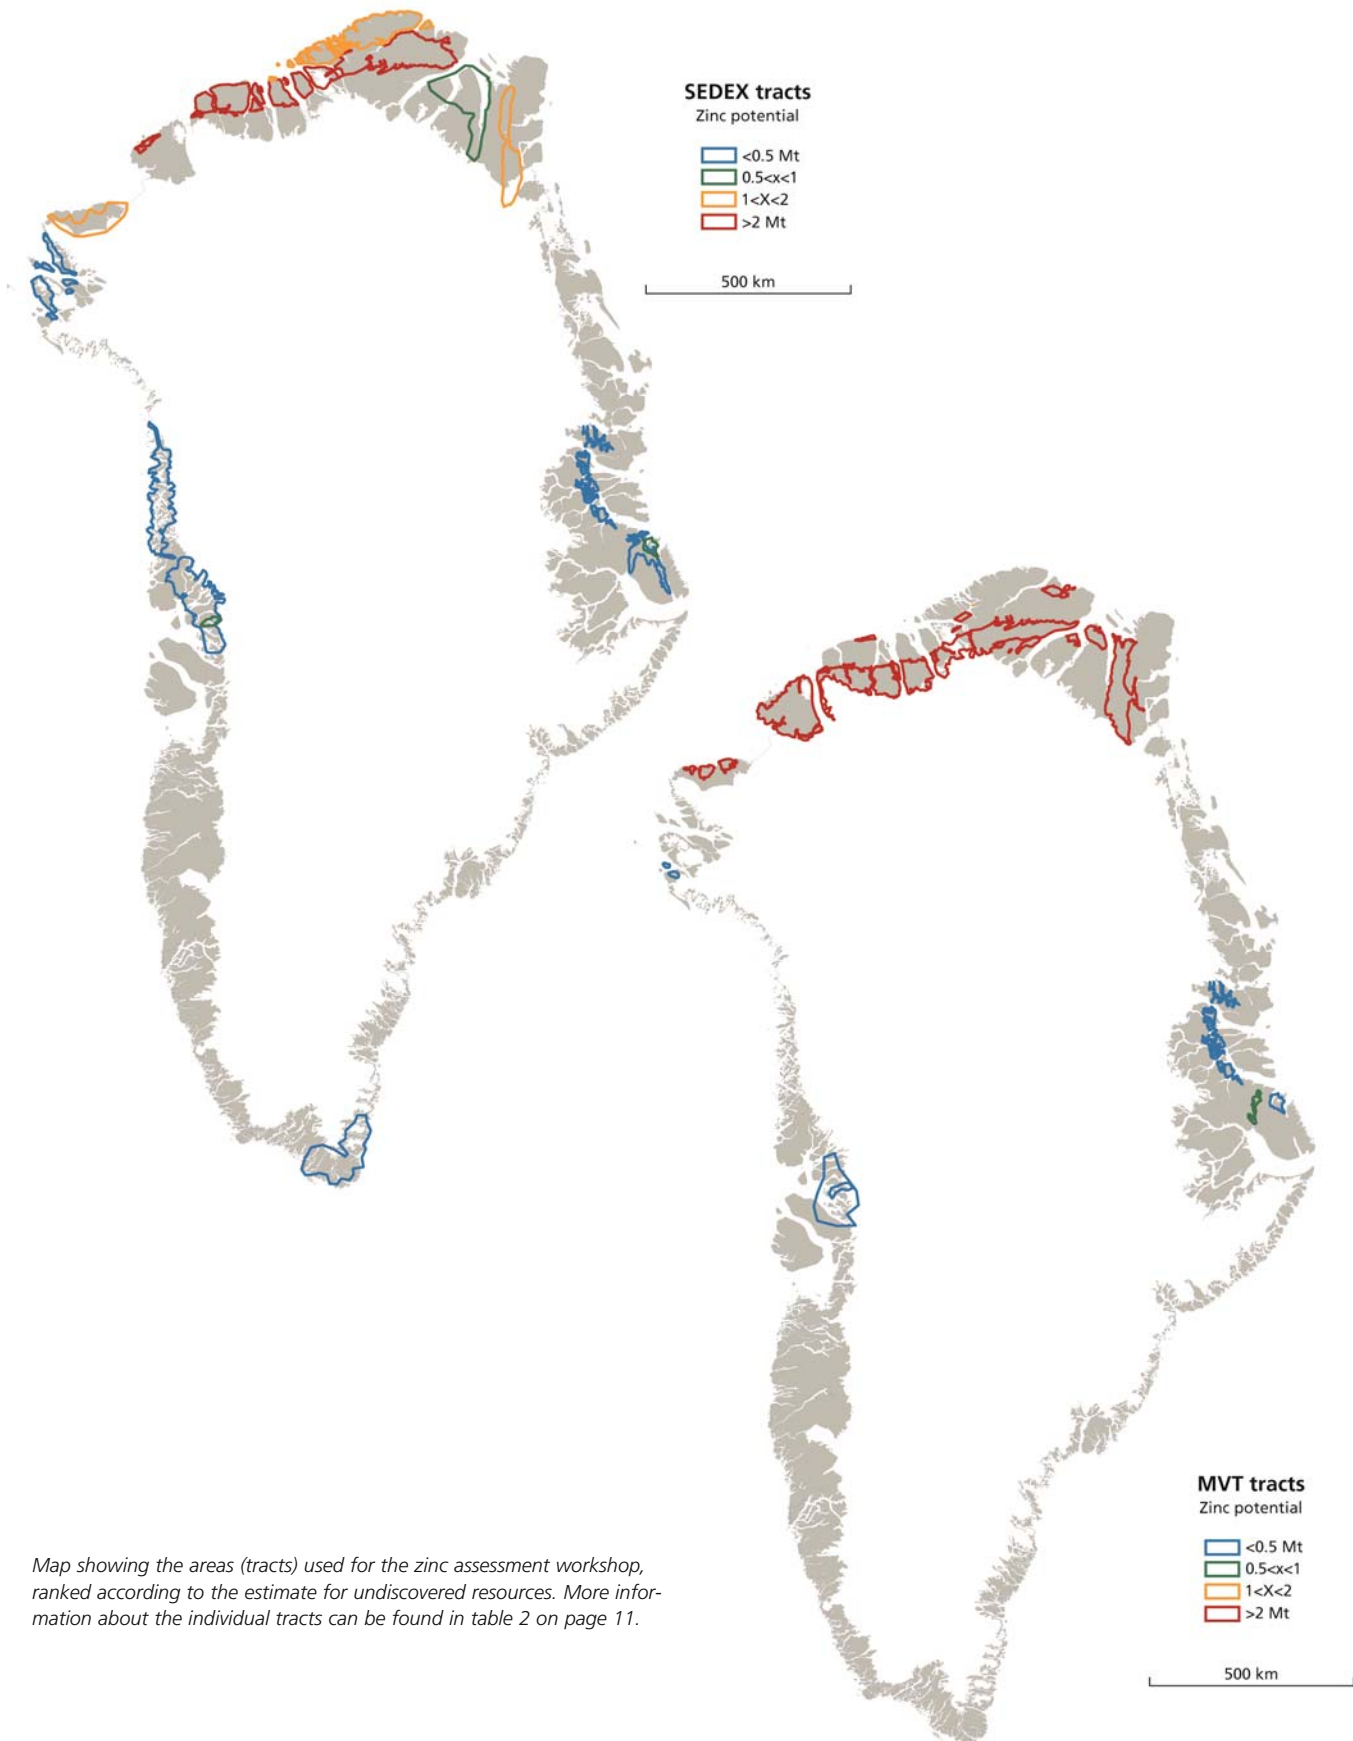 SEDEX tracts
Zinc potential
<0.5 Mt
0.5<x<1
1<X<2
>2 Mt
500 km
MVT tracts
Zinc potential
<0.5 Mt
0.5<x<1
1<X<2
>2 Mt
500 km
Map showing the areas (tracts) used for the zinc assessment workshop,
ranked according to the estimate for undiscovered resources. More infor-
mation about the individual tracts can be found in table 2 on page 11.